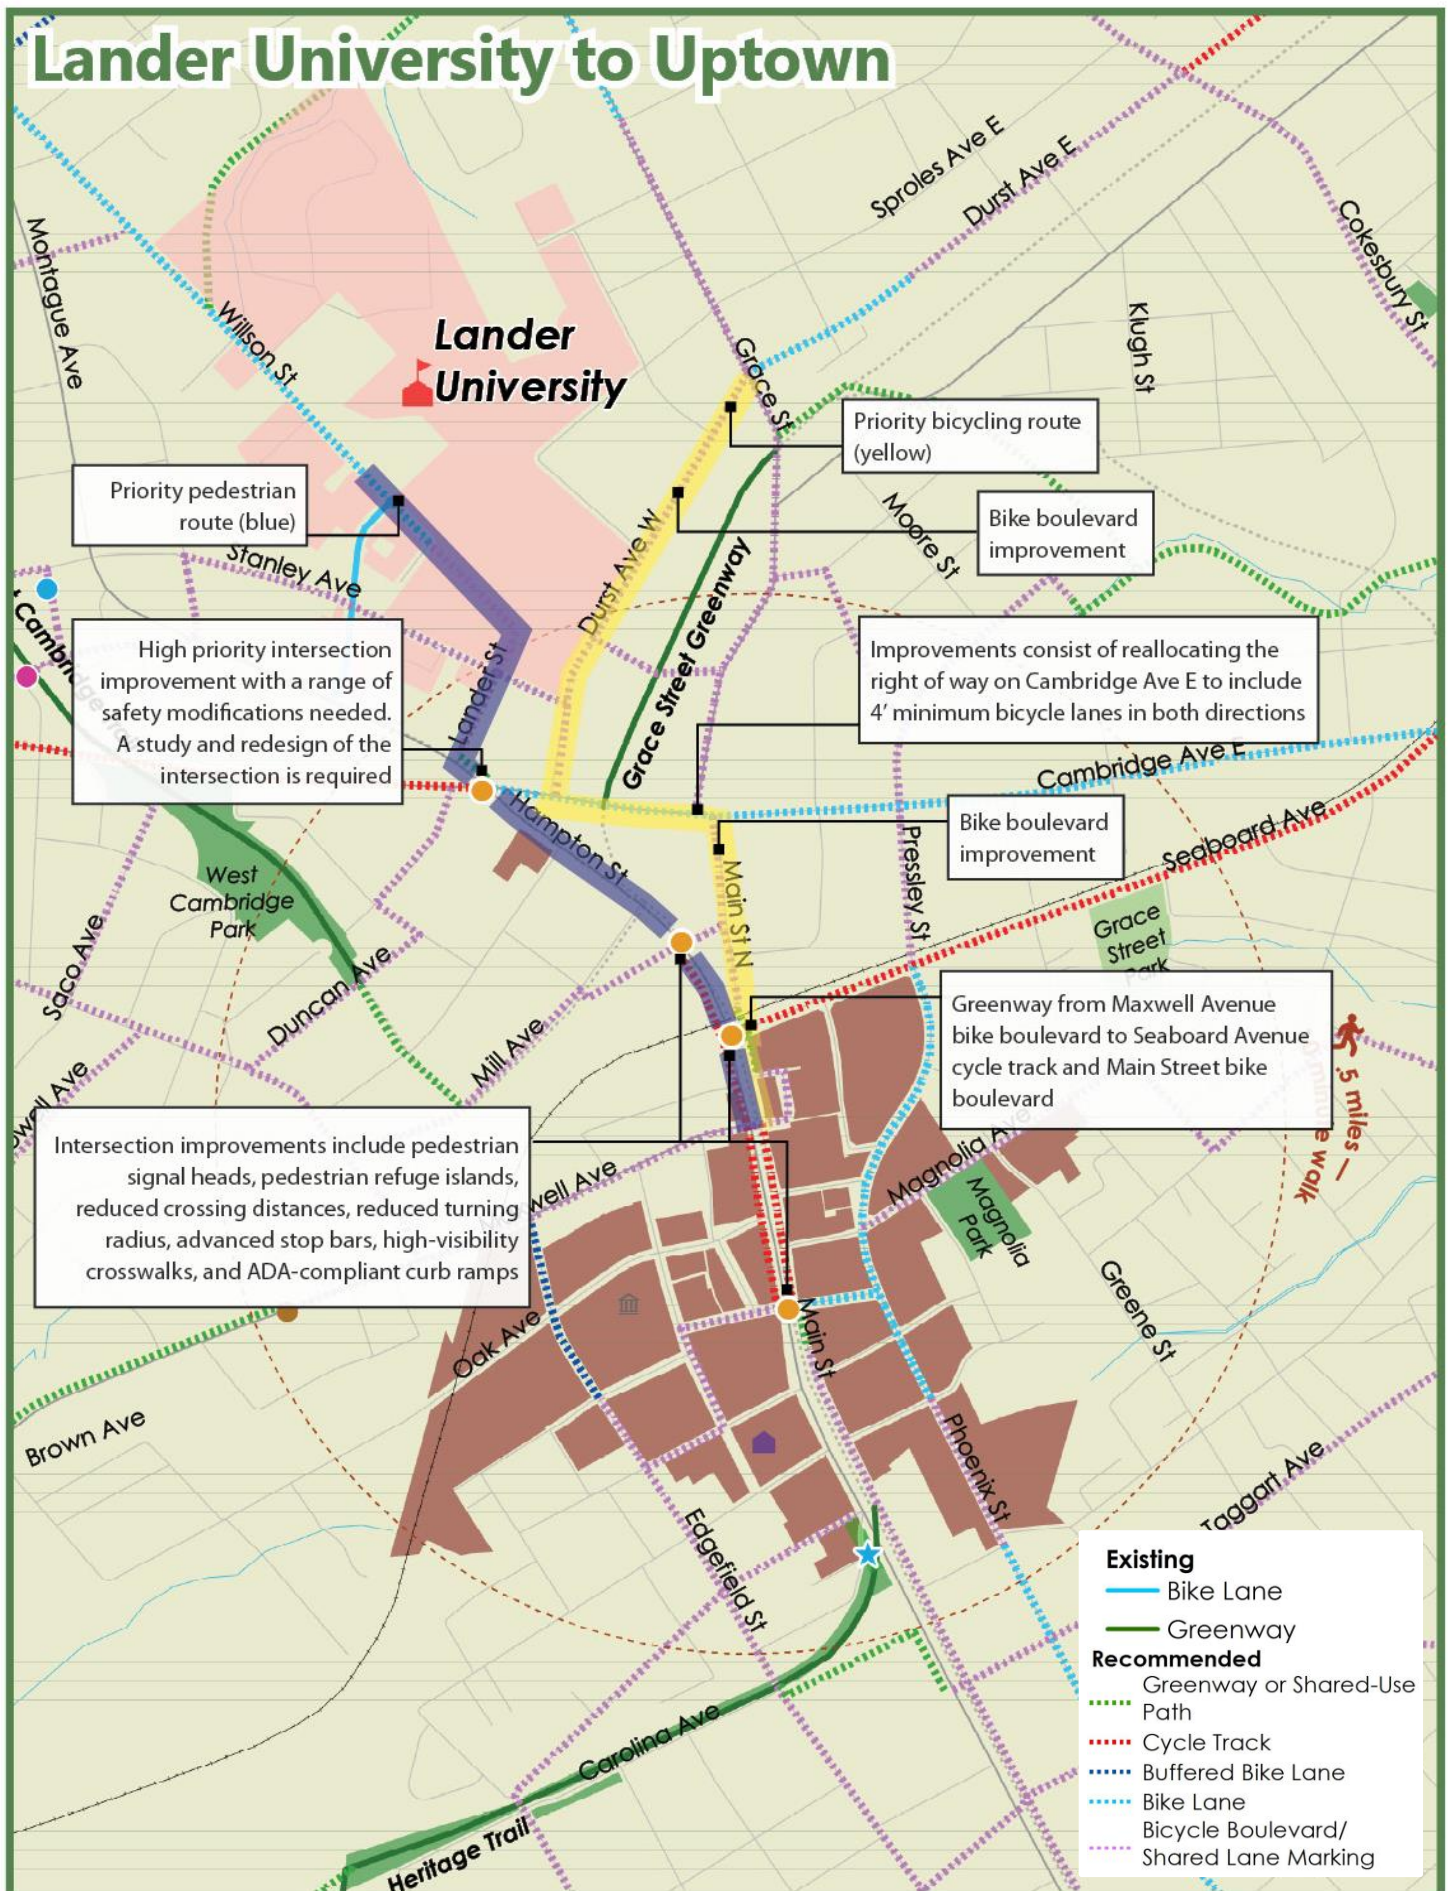 Lander University to Uptown
Sproles Ave E
Durst Ave E
Cokesbury St
Montague Ave
Willson St
Klugh St
Lander
University
Grace St
Priority bicycling route
(yellow)
Priority pedestrian
route (blue)
Moore St
Bike boulevard
improvement
Stanley Ave
Durst Ave W
Grace Street Greenway
High priority intersection
improvement with a range of
safety modifications needed.
A study and redesign of the
intersection is required
Lander St
Improvements consist of reallocating the
right of way on Cambridge Ave E to include
4’ minimum bicycle lanes in both directions
Cambridge Ave E
Hampton St
Bike boulevard
improvement
Seaboard Ave
Main St N
Pressley St
West
Cambridge
Park
Grace
Street
Park
Saco Ave
Duncan Ave
Mill Ave
Greenway from Maxwell Avenue
bike boulevard to Seaboard Avenue
cycle track and Main Street bike
boulevard
.5 miles —
walk
Intersection improvements include pedestrian
signal heads, pedestrian refuge islands,
reduced crossing distances, reduced turning
radius, advanced stop bars, high-visibility
crosswalks, and ADA-compliant curb ramps
Magnolia Ave
Magnolia
Park
Greene St
Oak Ave
Main St
Brown Ave
Phoenix St
Taggart Ave
Edgefield St
Carolina Ave
Heritage Trail
Existing
Bike Lane
Greenway
Recommended
Greenway or Shared-Use
Path
Cycle Track
Buffered Bike Lane
Bike Lane
Bicycle Boulevard/
Shared Lane Marking